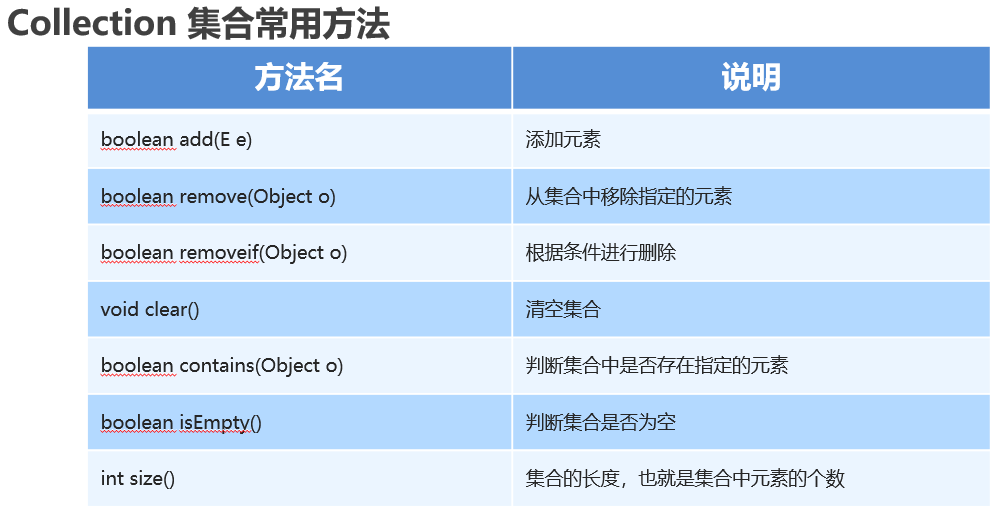 Collection 集合常用方法
方法名 说明
boolean add(E e) 添加元素
boolean remove(Object o) 从集合中移除指定的元素
boolean removeif(Object o) 根据条件进行删除
void clear() 清空集合
boolean contains(Object o) 判断集合中是否存在指定的元素
boolean isEmpty() 判断集合是否为空
int size() 集合的长度，也就是集合中元素的个数